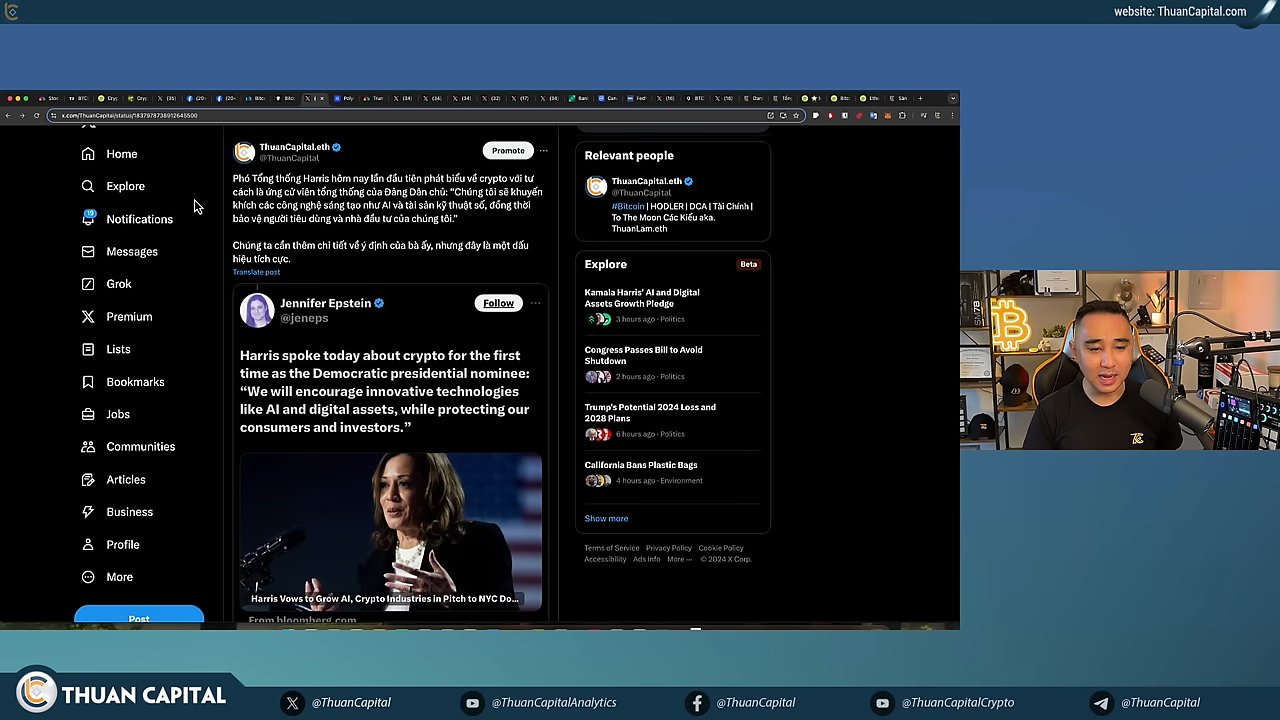 website: ThuanCapital.com
x.com/ThuanCapital/status/1837978738912645500
Home
Explore
19
Notifications
Messages
Grok
Premium
Lists
Bookmarks
Jobs
Communities
Articles
Business
Profile
More
Post
ThuanCapital.eth
@ThuanCapital
Promote
Phó Tổng thống Harris hôm nay lần đầu tiên phát biểu về crypto với tư
cách là ứng cử viên tổng thống của Đảng Dân chủ: “Chúng tôi sẽ khuyến
khích các công nghệ sáng tạo như AI và tài sản kỹ thuật số, đồng thời
bảo vệ người tiêu dùng và nhà đầu tư của chúng tôi.”
Chúng ta cần thêm chi tiết về ý định của bà ấy, nhưng đây là một dấu
hiệu tích cực.
Translate post
Jennifer Epstein
@jeneps
Follow
Harris spoke today about crypto for the first
time as the Democratic presidential nominee:
“We will encourage innovative technologies
like AI and digital assets, while protecting our
consumers and investors.”
Harris Vows to Grow AI, Crypto Industries in Pitch to NYC Do...
From bloomberg.com
Relevant people
ThuanCapital.eth
@ThuanCapital
#Bitcoin | HODLER | DCA | Tài Chính |
To The Moon Các Kiểu aka.
ThuanLam.eth
Explore
Beta
Kamala Harris' AI and Digital
Assets Growth Pledge
3 hours ago · Politics
Congress Passes Bill to Avoid
Shutdown
2 hours ago · Politics
Trump's Potential 2024 Loss and
2028 Plans
6 hours ago · Politics
California Bans Plastic Bags
4 hours ago · Environment
Show more
Terms of Service Privacy Policy Cookie Policy
Accessibility Ads info More ··· © 2024 X Corp.
THUAN CAPITAL
@ThuanCapital
@ThuanCapitalAnalytics
@ThuanCapital
@ThuanCapitalCrypto
@ThuanCapital